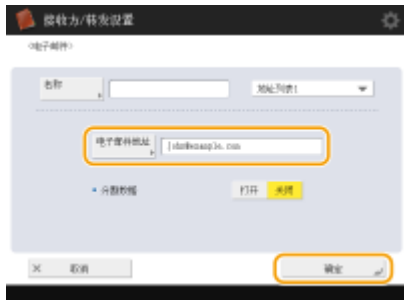 接收方/转发设置
<电子邮件>
名称
地址列表1
电子邮件地址 john@example.com
分割数据 打开 关闭
× 取消 确定